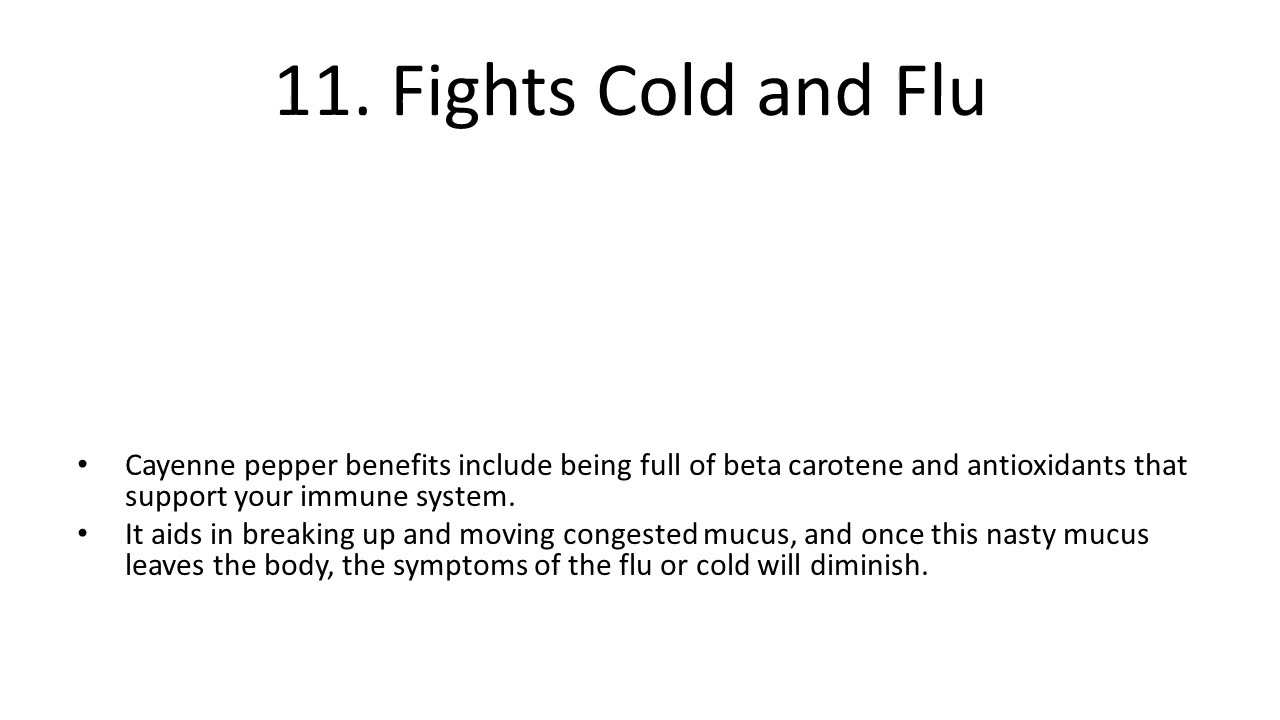 11. Fights Cold and Flu
• Cayenne pepper benefits include being full of beta carotene and antioxidants that
support your immune system.
• It aids in breaking up and moving congested mucus, and once this nasty mucus
leaves the body, the symptoms of the flu or cold will diminish.